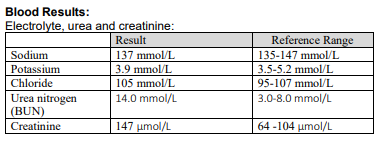 Blood Results:
Electrolyte, urea and creatinine:
Result Reference Range
Sodium 137 mmol/L 135-147 mmol/L
Potassium 3.9 mmol/L 3.5-5.2 mmol/L
Chloride 105 mmol/L 95-107 mmol/L
Urea nitrogen 14.0 mmol/L 3.0-8.0 mmol/L
(BUN)
Creatinine 147 μmol/L 64 -104 μmol/L